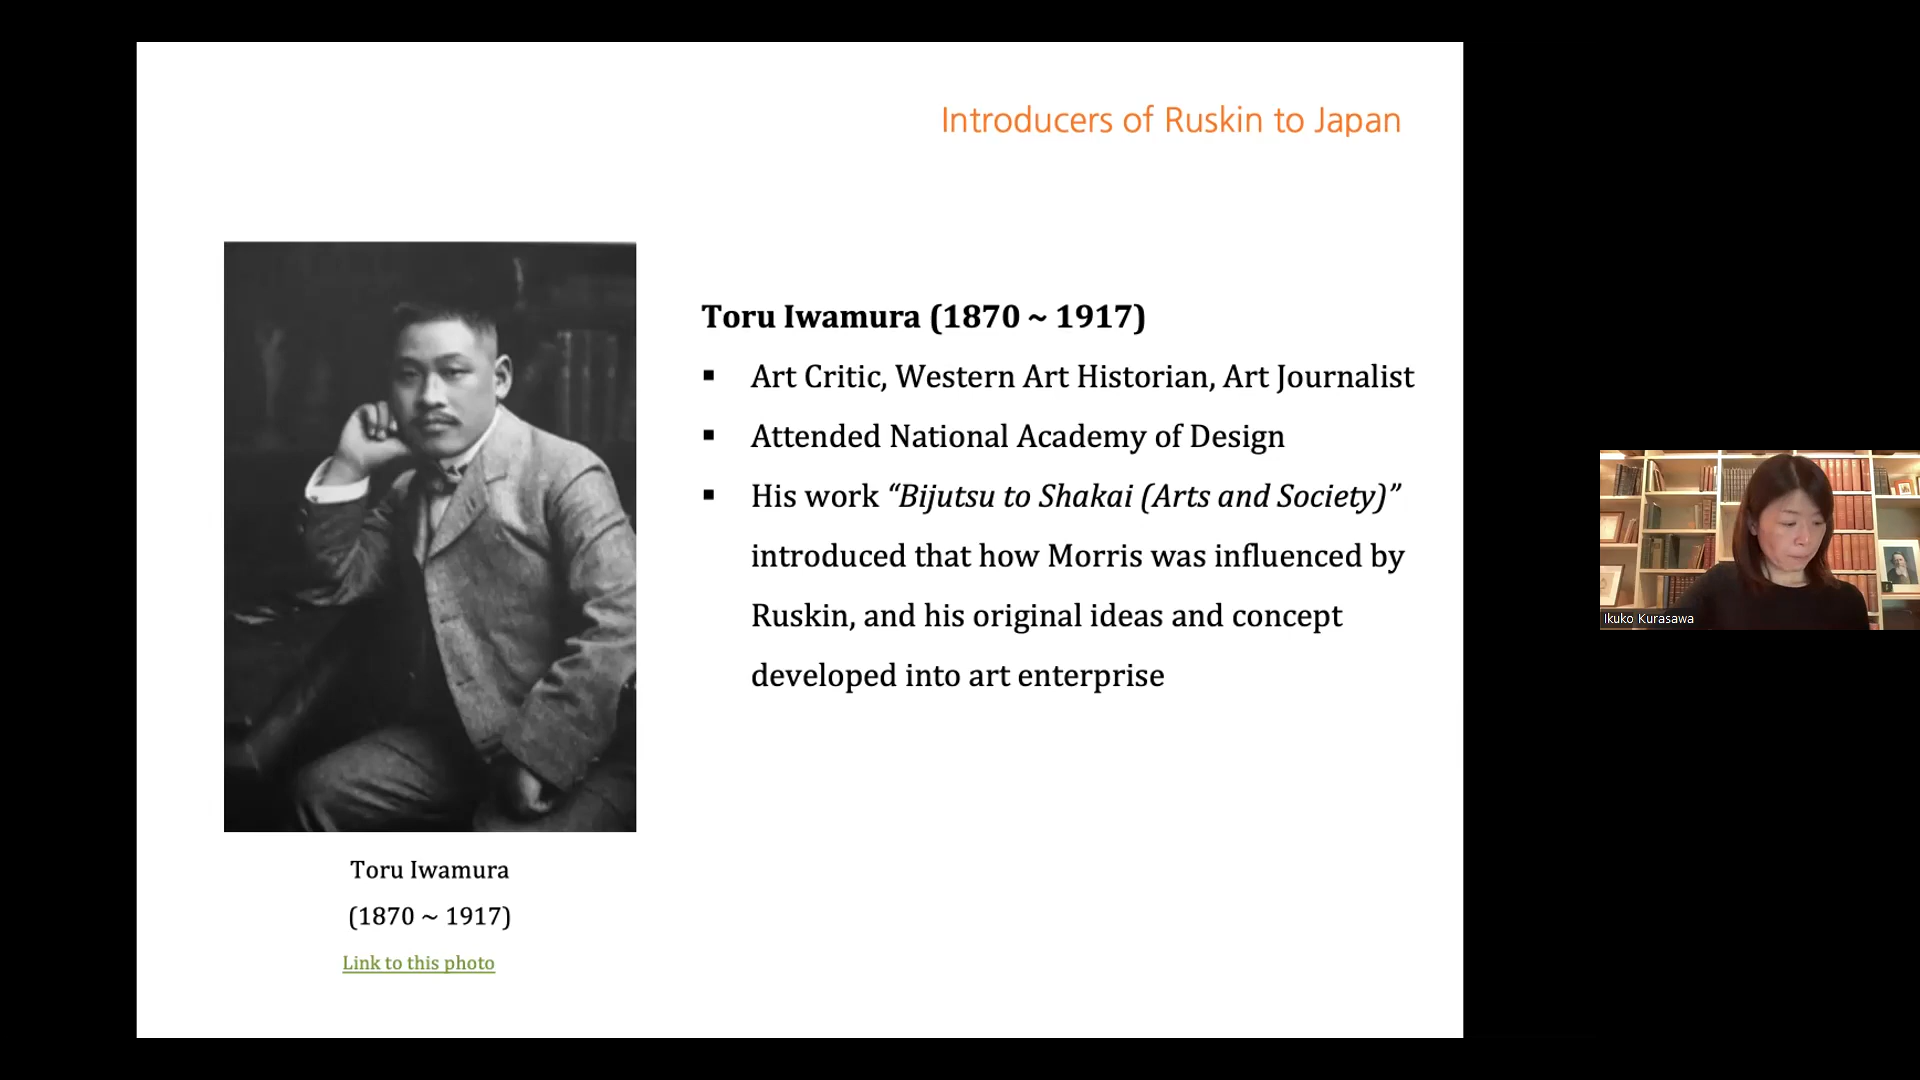 Introducers of Ruskin to Japan
Toru Iwamura (1870 ~ 1917)
▪ Art Critic, Western Art Historian, Art Journalist
▪ Attended National Academy of Design
▪ His work “Bijutsu to Shakai (Arts and Society)”
introduced that how Morris was influenced by
Ruskin, and his original ideas and concept
developed into art enterprise
Toru Iwamura
(1870 ~ 1917)
Link to this photo
Ikuko Kurasawa